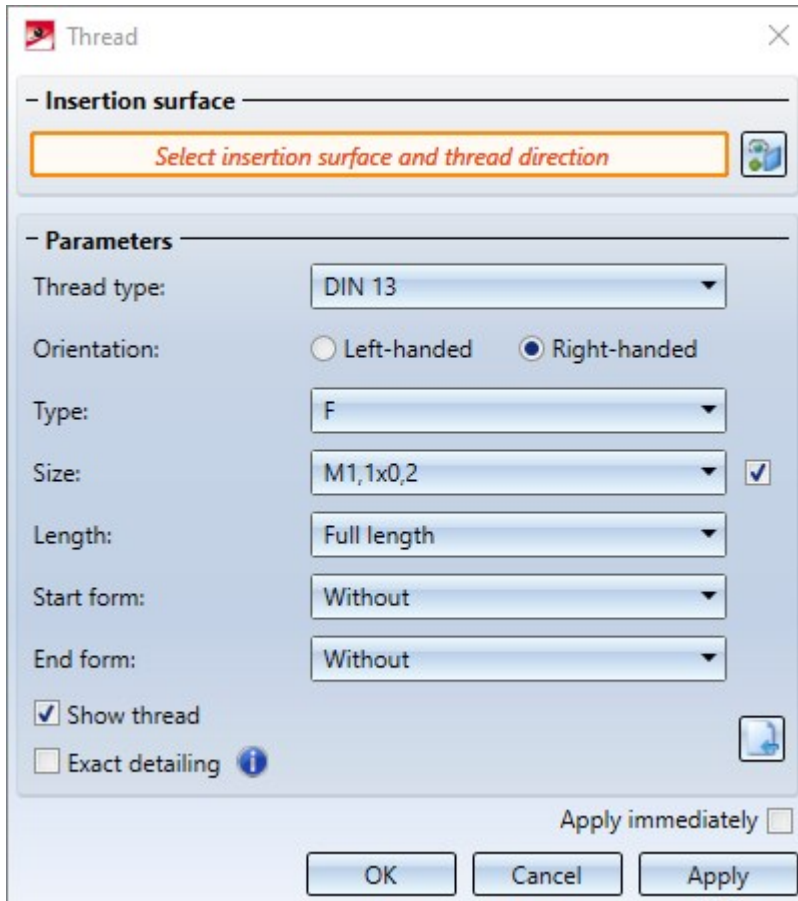 Thread
Insertion surface
Select insertion surface and thread direction
Parameters
Thread type: DIN 13
Orientation: Left-handed Right-handed
Type: F
Size: M1,1x0,2
Length: Full length
Start form: Without
End form: Without
Show thread
Exact detailing
Apply immediately
OK Cancel Apply